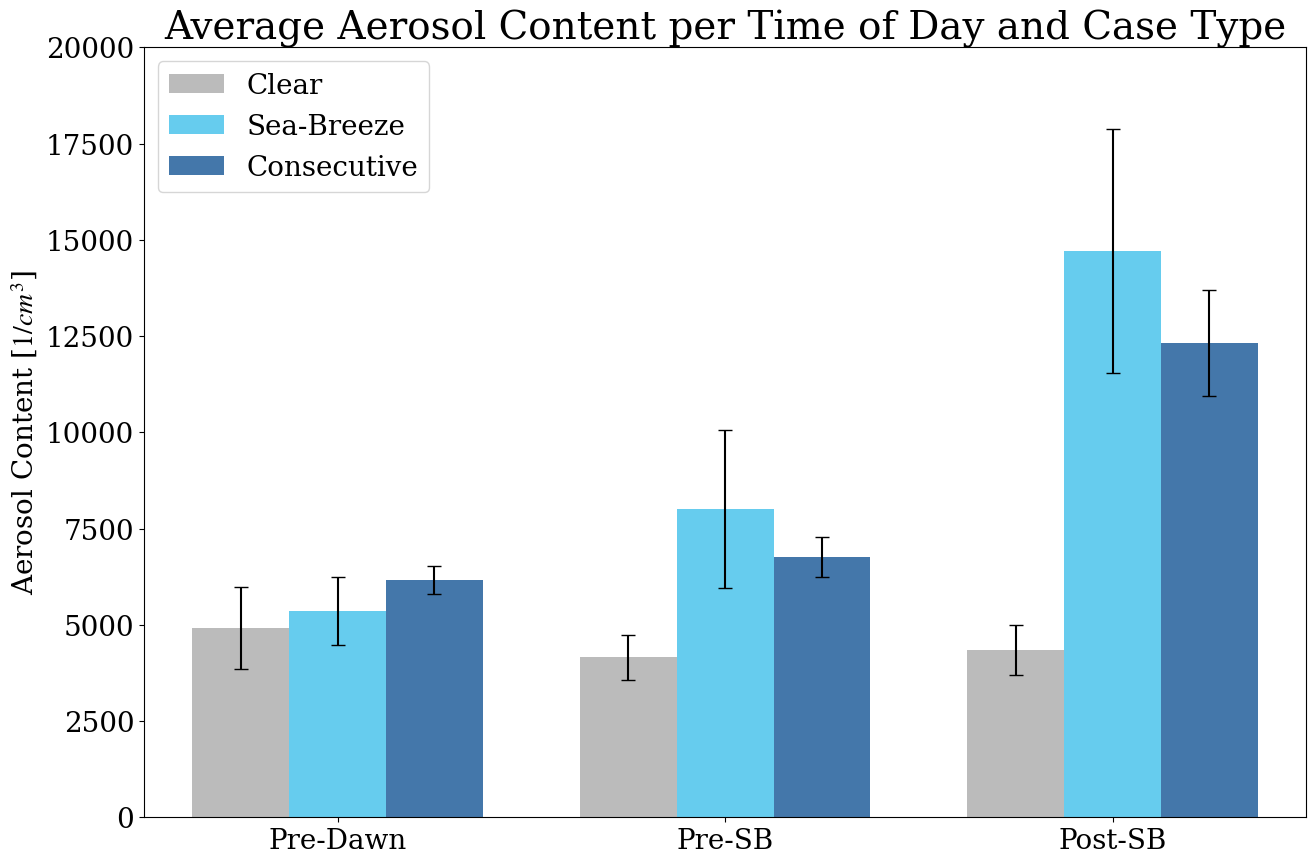 Average Aerosol Content per Time of Day and Case Type
Aerosol Content [1/cm³]
20000
17500
15000
12500
10000
7500
5000
2500
0
Clear
Sea-Breeze
Consecutive
Pre-Dawn
Pre-SB
Post-SB